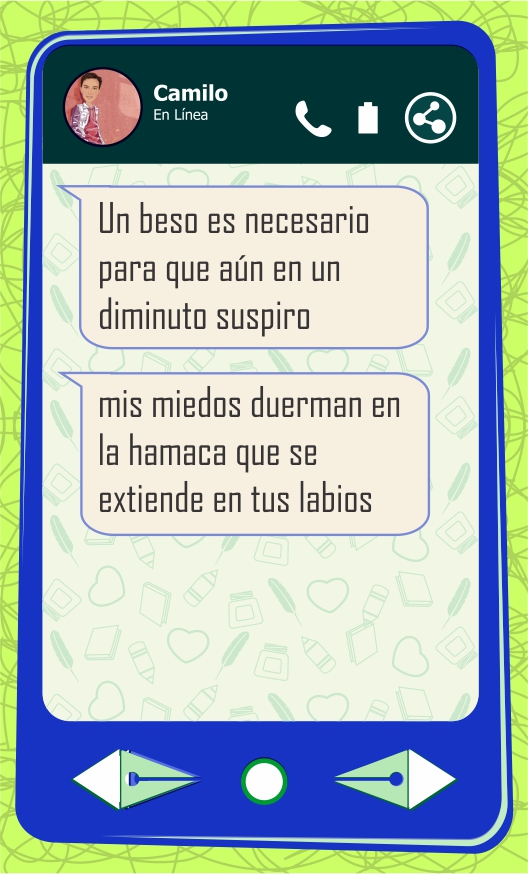 Camilo
En Línea
Un beso es necesario
para que aún en un
diminuto suspiro
mis miedos duerman en
la hamaca que se
extiende en tus labios